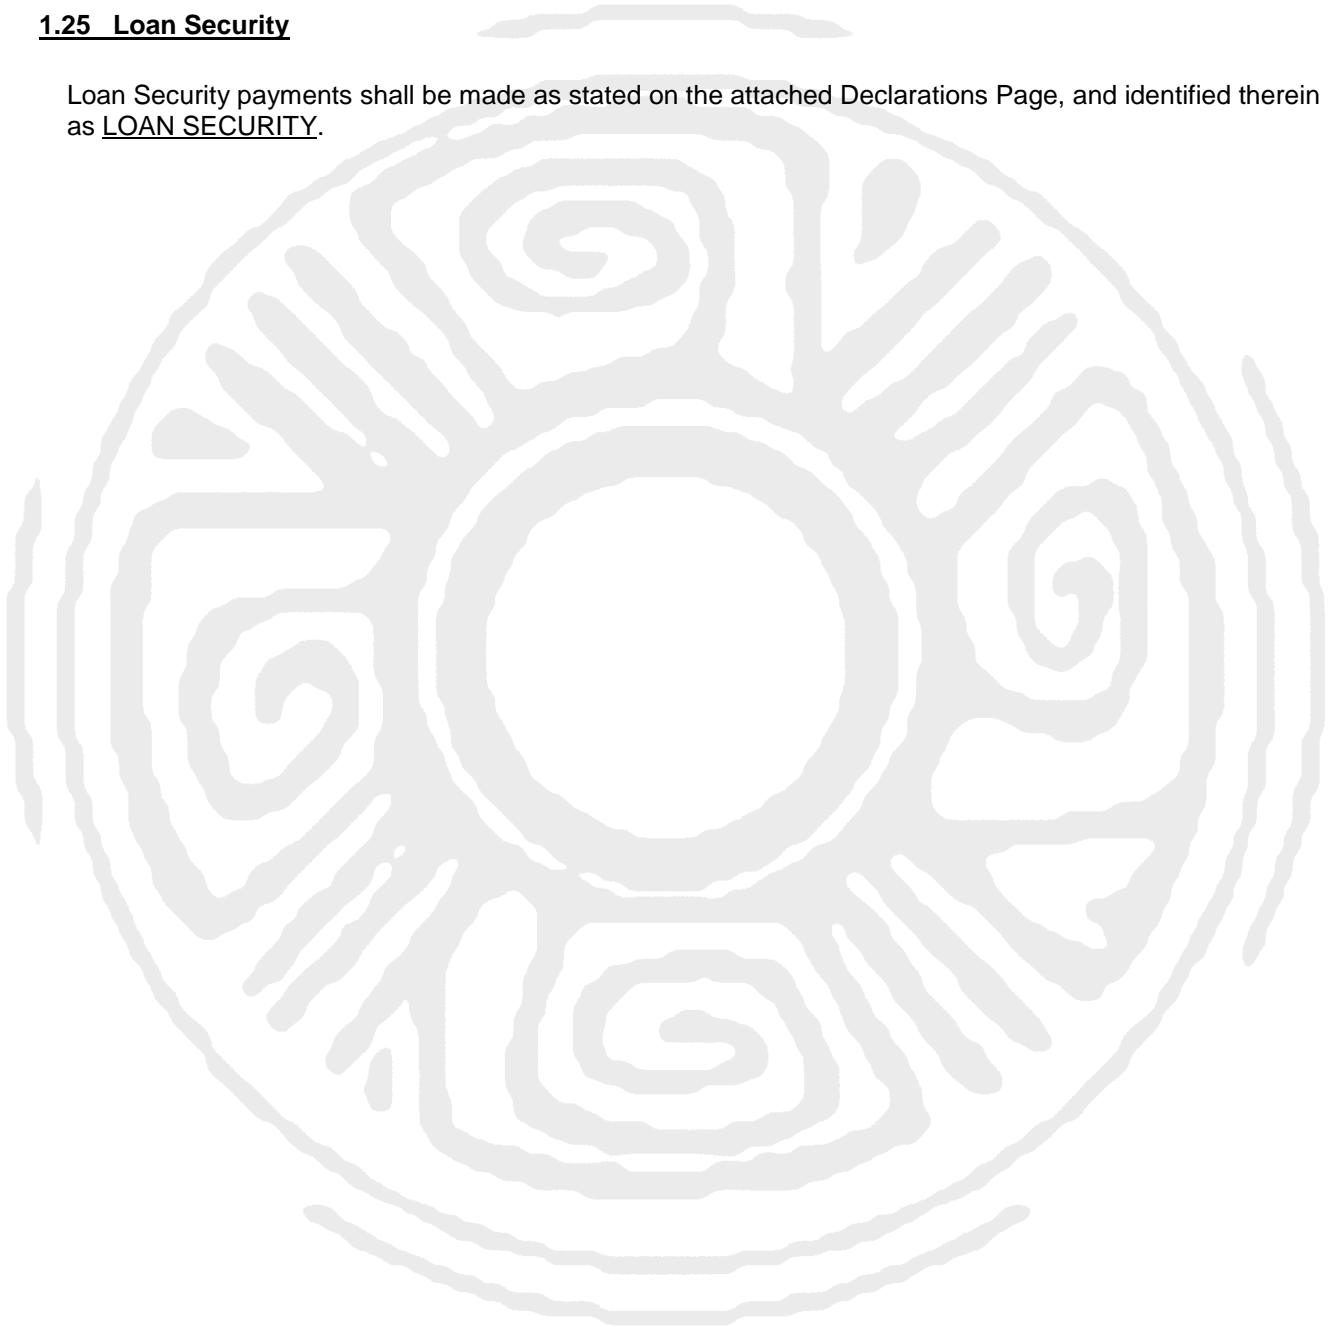 1.25 Loan Security
Loan Security payments shall be made as stated on the attached Declarations Page, and identified therein
as LOAN SECURITY.